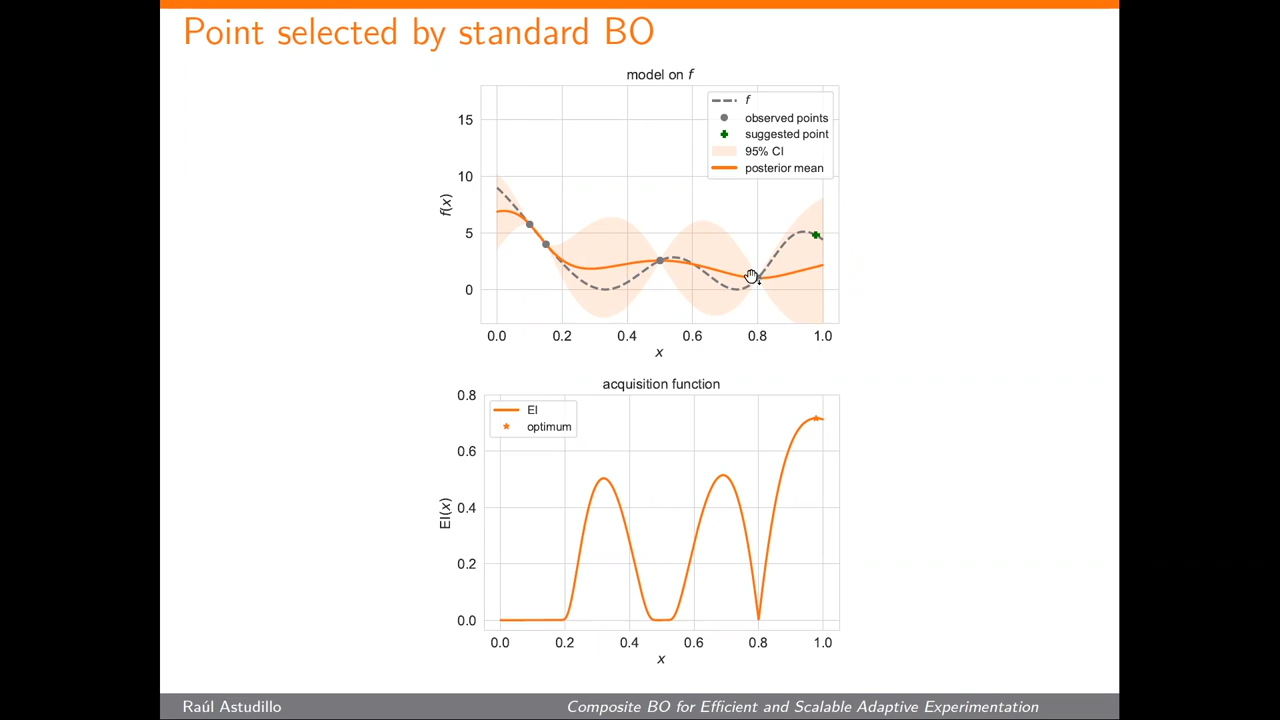 Point selected by standard BO
model on f
f
observed points
suggested point
95% CI
posterior mean
15
10
5
0
f(x)
0.0 0.2 0.4 0.6 0.8 1.0
x
acquisition function
EI
optimum
0.8
0.6
0.4
0.2
0.0
EI(x)
0.0 0.2 0.4 0.6 0.8 1.0
x
Raúl Astudillo Composite BO for Efficient and Scalable Adaptive Experimentation